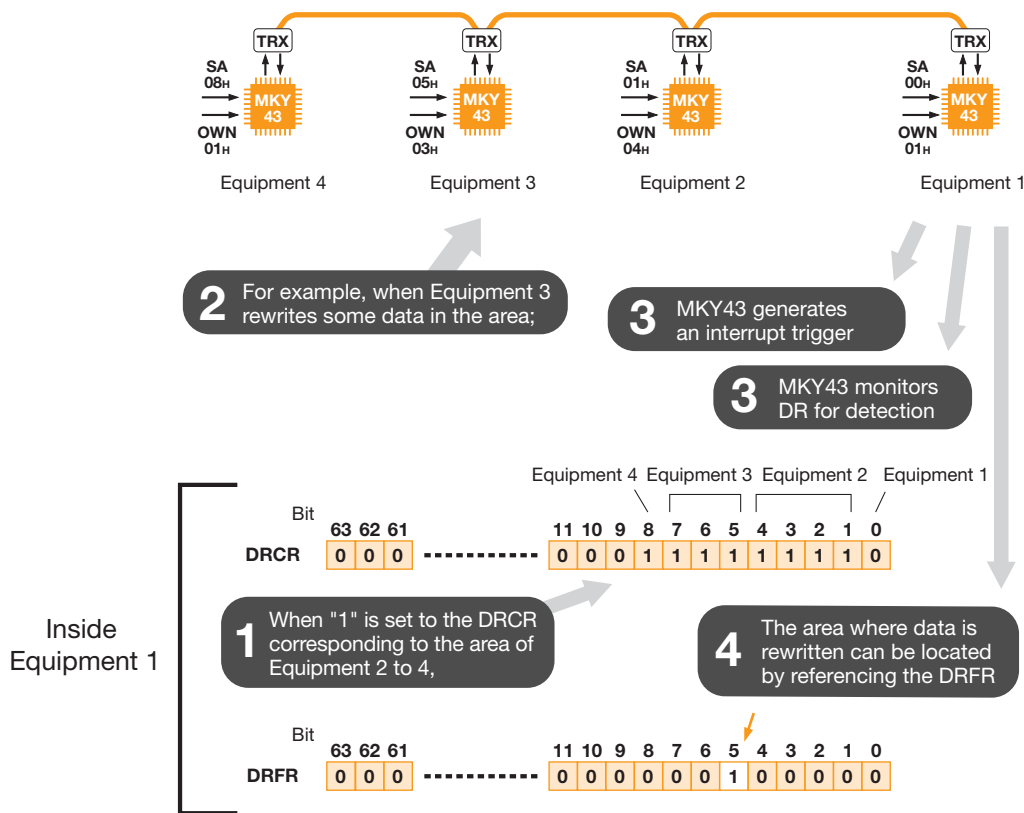 TRX TRX TRX TRX
SA SA SA SA
08H 05H 01H 00H
MKY MKY MKY MKY
43 43 43 43
OWN OWN OWN OWN
01H 03H 04H 01H
Equipment 4 Equipment 3 Equipment 2 Equipment 1
2 For example, when Equipment 3
rewrites some data in the area;
3 MKY43 generates
an interrupt trigger
3 MKY43 monitors
DR for detection
Equipment 4 Equipment 3 Equipment 2 Equipment 1
Bit
63 62 61 11 10 9 8 7 6 5 4 3 2 1 0
DRCR 0 0 0 0 0 0 1 1 1 1 1 1 1 1 0
1 When "1" is set to the DRCR
corresponding to the area of
Equipment 2 to 4,
Inside
Equipment 1
4 The area where data is
rewritten can be located
by referencing the DRFR
Bit
63 62 61 11 10 9 8 7 6 5 4 3 2 1 0
DRFR 0 0 0 0 0 0 0 0 0 1 0 0 0 0 0